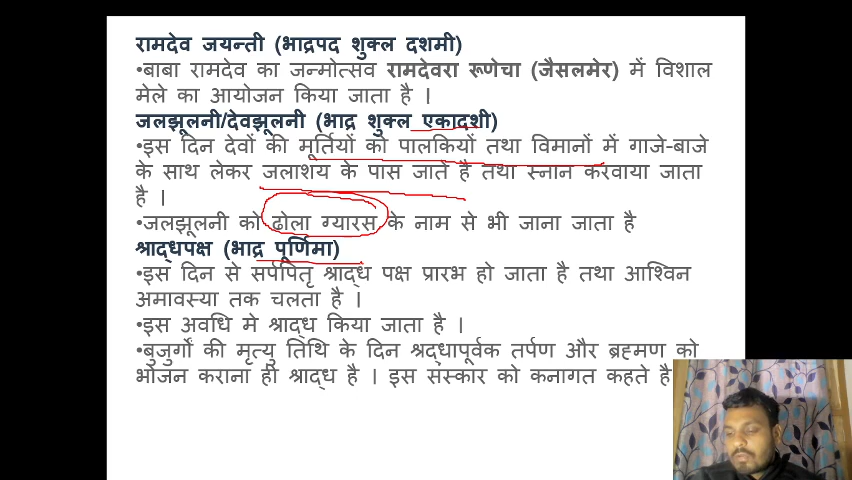 रामदेव जयन्ती (भाद्रपद शुक्ल दशमी)
•बाबा रामदेव का जन्मोत्सव रामदेवरा रूणेचा (जैसलमेर) में विशाल
मेले का आयोजन किया जाता है ।
जलझूलनी/देवझूलनी (भाद्र शुक्ल एकादशी)
•इस दिन देवों की मूर्तियों को पालकियों तथा विमानों में गाजे-बाजे
के साथ लेकर जलाशय के पास जाते है तथा स्नान करवाया जाता
है ।
•जलझूलनी को ढोला ग्यारस के नाम से भी जाना जाता है
श्राद्धपक्ष (भाद्र पूर्णिमा)
•इस दिन से सर्पपितृ श्राद्ध पक्ष प्रारभ हो जाता है तथा आश्विन
अमावस्या तक चलता है ।
•इस अवधि मे श्राद्ध किया जाता है ।
•बुजुर्गों की मृत्यु तिथि के दिन श्रद्धापूर्वक तर्पण और ब्रह्मण को
भोजन कराना ही श्राद्ध है । इस संस्कार को कनागत कहते है